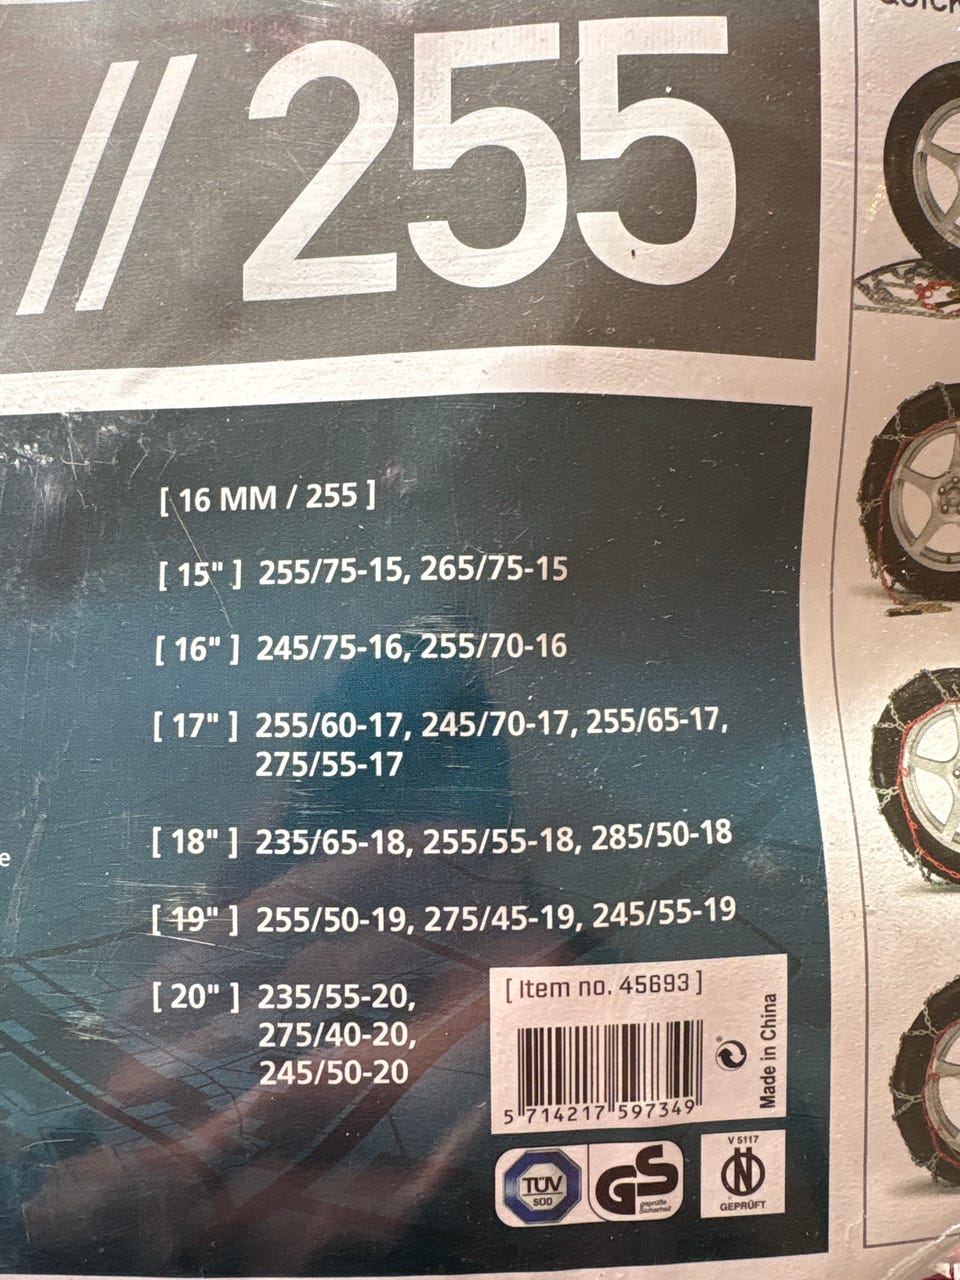 // 255
[ 16 MM / 255 ]
[ 15" ] 255/75-15, 265/75-15
[ 16" ] 245/75-16, 255/70-16
[ 17" ] 255/60-17, 245/70-17, 255/65-17,
275/55-17
[ 18" ] 235/65-18, 255/55-18, 285/50-18
[ 19" ] 255/50-19, 275/45-19, 245/55-19
[ 20" ] 235/55-20,
275/40-20,
245/50-20
[ Item no. 45693 ]
5 714217 597349
Made in China
TÜV
SÜD
GS
geprüfte
Sicherheit
V 5117
N
GEPRÜFT